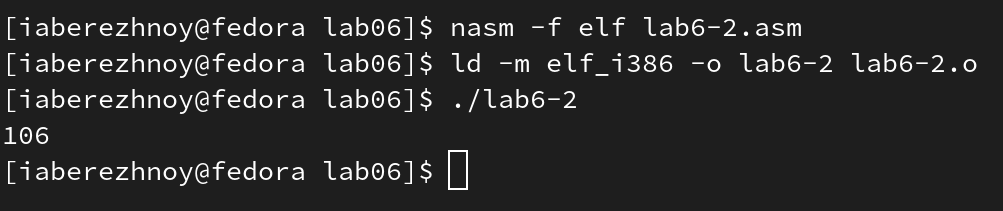 [iaberezhnoy@fedora lab06]$ nasm -f elf lab6-2.asm
[iaberezhnoy@fedora lab06]$ ld -m elf_i386 -o lab6-2 lab6-2.o
[iaberezhnoy@fedora lab06]$ ./lab6-2
106
[iaberezhnoy@fedora lab06]$